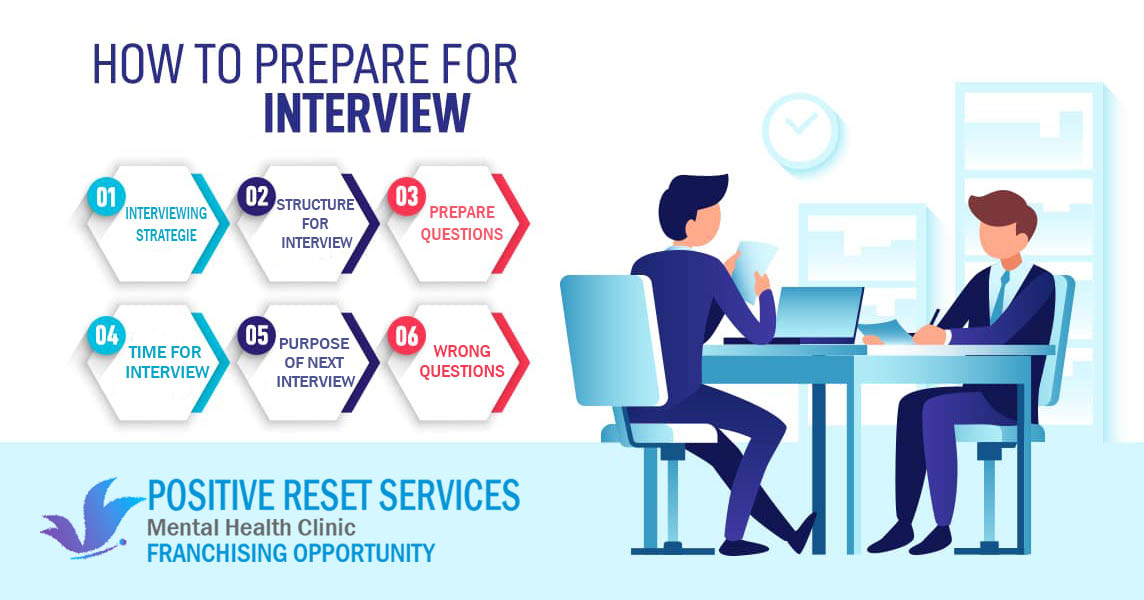 HOW TO PREPARE FOR
INTERVIEW
01
INTERVIEWING
STRATEGIE
02
STRUCTURE
FOR
INTERVIEW
03
PREPARE
QUESTIONS
04
TIME FOR
INTERVIEW
05
PURPOSE
OF NEXT
INTERVIEW
06
WRONG
QUESTIONS
POSITIVE RESET SERVICES
Mental Health Clinic
FRANCHISING OPPORTUNITY